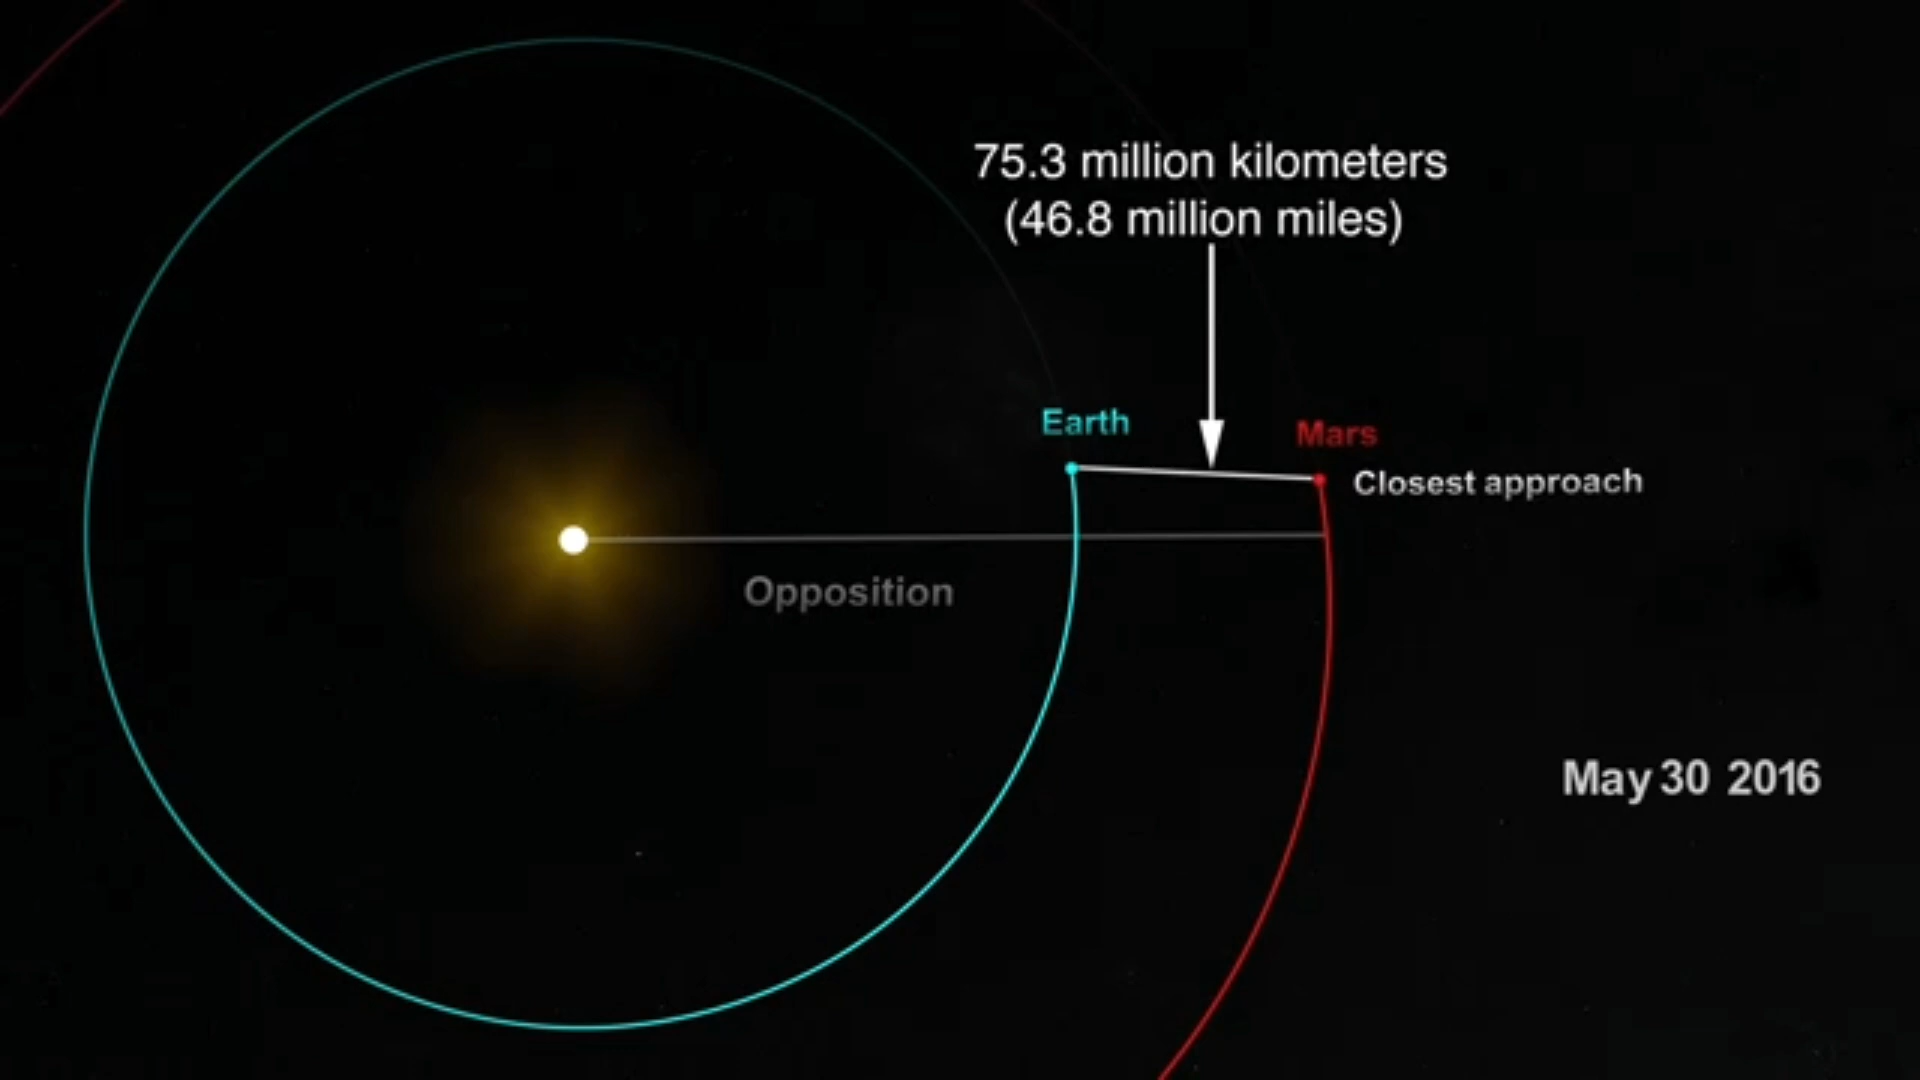 75.3 million kilometers
(46.8 million miles)
Earth
Mars
Closest approach
Opposition
May 30 2016